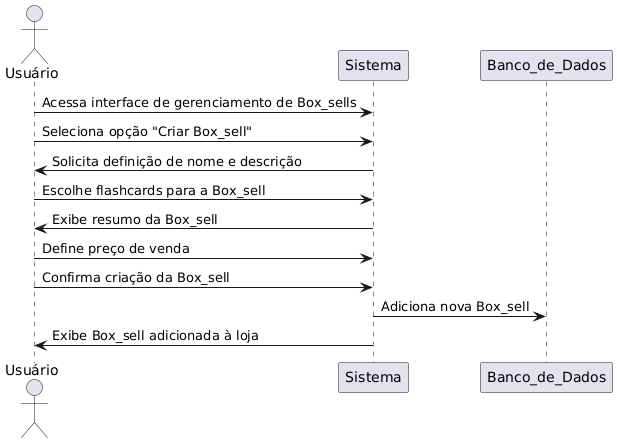 Usuário
Sistema
Banco_de_Dados
Acessa interface de gerenciamento de Box_sells
Seleciona opção "Criar Box_sell"
Solicita definição de nome e descrição
Escolhe flashcards para a Box_sell
Exibe resumo da Box_sell
Define preço de venda
Confirma criação da Box_sell
Adiciona nova Box_sell
Exibe Box_sell adicionada à loja
Usuário
Sistema
Banco_de_Dados